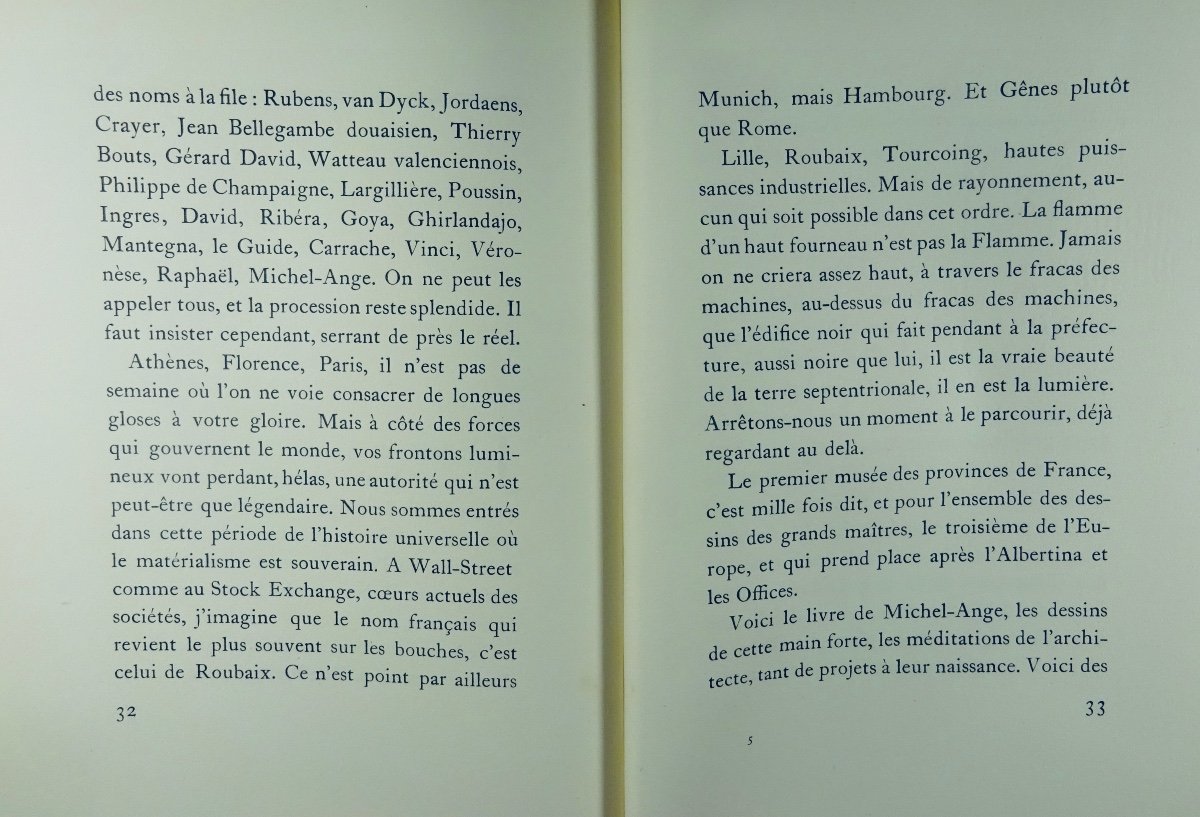 des noms à la file : Rubens, van Dyck, Jordaens,
Crayer, Jean Bellegambe douaisien, Thierry
Bouts, Gérard David, Watteau valenciennois,
Philippe de Champaigne, Largillière, Poussin,
Ingres, David, Ribéra, Goya, Ghirlandajo,
Mantegna, le Guide, Carrache, Vinci, Véro-
nèse, Raphaël, Michel-Ange. On ne peut les
appeler tous, et la procession reste splendide. Il
faut insister cependant, serrant de près le réel.
Athènes, Florence, Paris, il n'est pas de
semaine où l'on ne voie consacrer de longues
gloses à votre gloire. Mais à côté des forces
qui gouvernent le monde, vos frontons lumi-
neux vont perdant, hélas, une autorité qui n'est
peut-être que légendaire. Nous sommes entrés
dans cette période de l'histoire universelle où
le matérialisme est souverain. A Wall-Street
comme au Stock Exchange, cœurs actuels des
sociétés, j'imagine que le nom français qui
revient le plus souvent sur les bouches, c'est
celui de Roubaix. Ce n'est point par ailleurs
32
Munich, mais Hambourg. Et Gênes plutôt
que Rome.
Lille, Roubaix, Tourcoing, hautes puis-
sances industrielles. Mais de rayonnement, au-
cun qui soit possible dans cet ordre. La flamme
d'un haut fourneau n'est pas la Flamme. Jamais
on ne criera assez haut, à travers le fracas des
machines, au-dessus du fracas des machines,
que l'édifice noir qui fait pendant à la préfec-
ture, aussi noire que lui, il est la vraie beauté
de la terre septentrionale, il en est la lumière.
Arrêtons-nous un moment à le parcourir, déjà
regardant au delà.
Le premier musée des provinces de France,
c'est mille fois dit, et pour l'ensemble des des-
sins des grands maîtres, le troisième de l'Eu-
rope, et qui prend place après l'Albertina et
les Offices.
Voici le livre de Michel-Ange, les dessins
de cette main forte, les méditations de l'archi-
tecte, tant de projets à leur naissance. Voici des
33
5